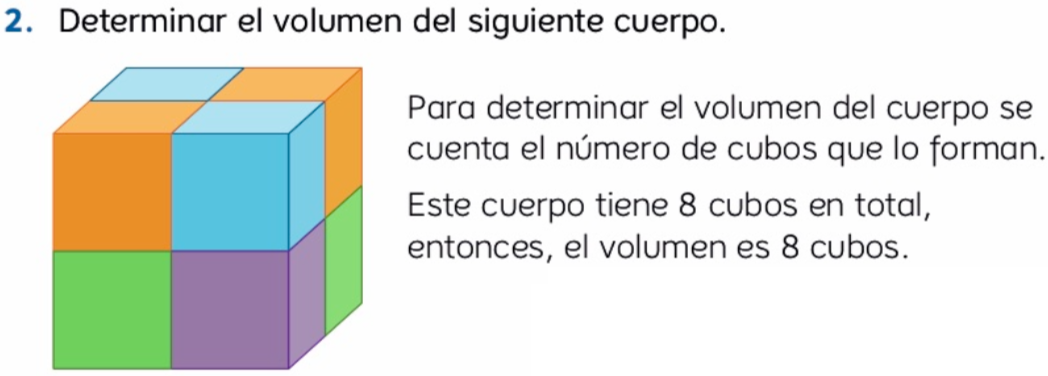 2. Determinar el volumen del siguiente cuerpo.
Para determinar el volumen del cuerpo se
cuenta el número de cubos que lo forman.
Este cuerpo tiene 8 cubos en total,
entonces, el volumen es 8 cubos.